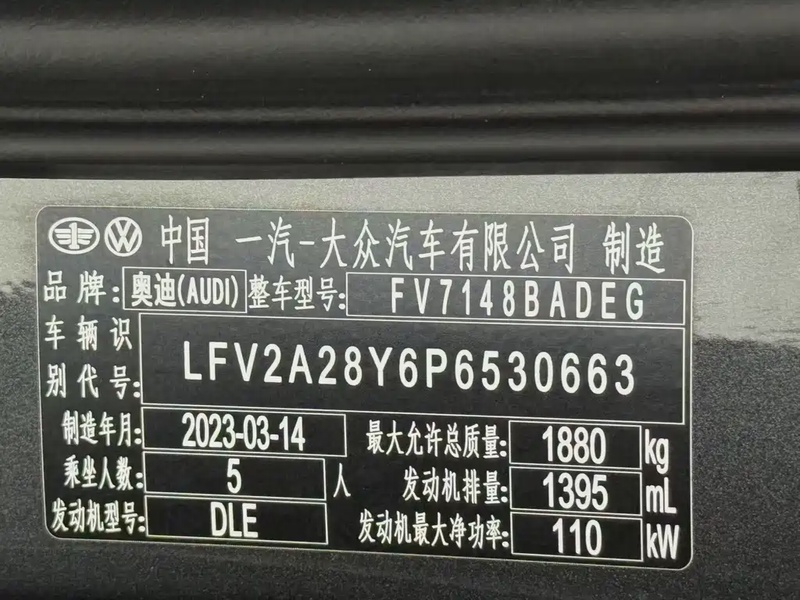 中国 一汽-大众汽车有限公司 制造
品牌: 奥迪(AUDI) 整车型号: FV7148BADEG
车辆识别代号: LFV2A28Y6P6530663
制造年月: 2023-03-14 最大允许总质量: 1880 kg
乘坐人数: 5 人 发动机排量: 1395 mL
发动机型号: DLE 发动机最大净功率: 110 kW